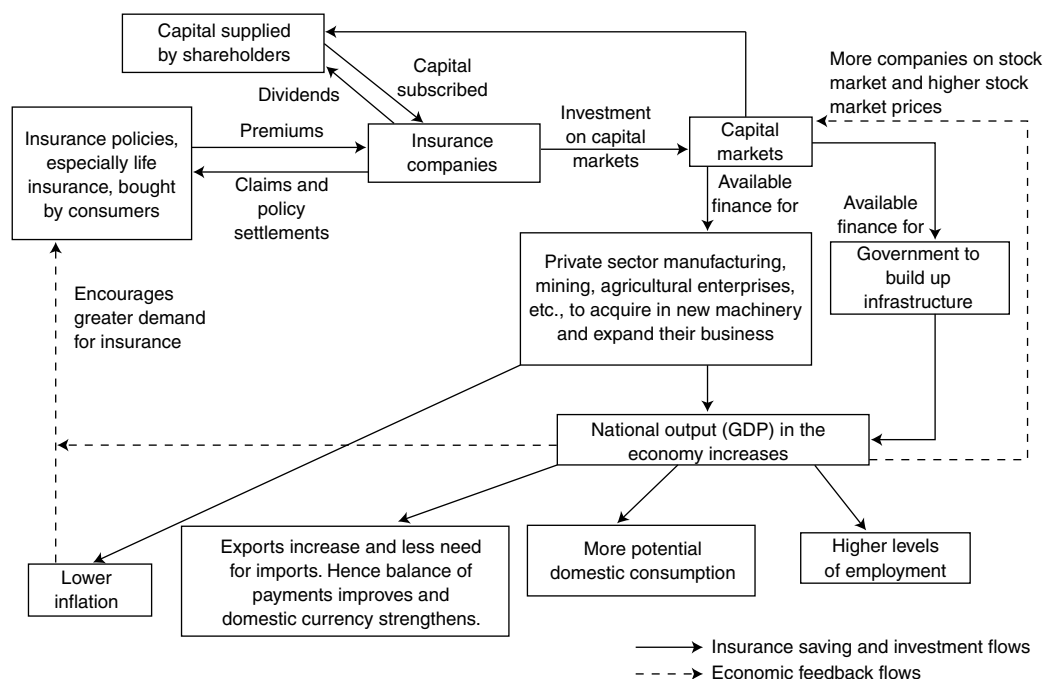 Capital supplied
by shareholders
Capital
subscribed
Dividends
More companies on stock
market and higher stock
market prices
Insurance policies,
especially life
insurance, bought
by consumers
Premiums
Claims and
policy
settlements
Insurance
companies
Investment
on capital
markets
Capital
markets
Available
finance for
Available
finance for
Private sector manufacturing,
mining, agricultural enterprises,
etc., to acquire in new machinery
and expand their business
Government to
build up
infrastructure
Encourages
greater demand
for insurance
National output (GDP) in the
economy increases
Lower
inflation
Exports increase and less need
for imports. Hence balance of
payments improves and
domestic currency strengthens.
More potential
domestic consumption
Higher levels
of employment
Insurance saving and investment flows
Economic feedback flows